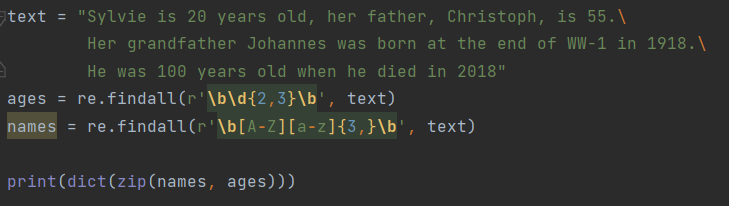 text = "Sylvie is 20 years old, her father, Christoph, is 55.\
        Her grandfather Johannes was born at the end of WW-1 in 1918.\
        He was 100 years old when he died in 2018"
ages = re.findall(r'\b\d{2,3}\b', text)
names = re.findall(r'\b[A-Z][a-z]{3,}\b', text)

print(dict(zip(names, ages)))